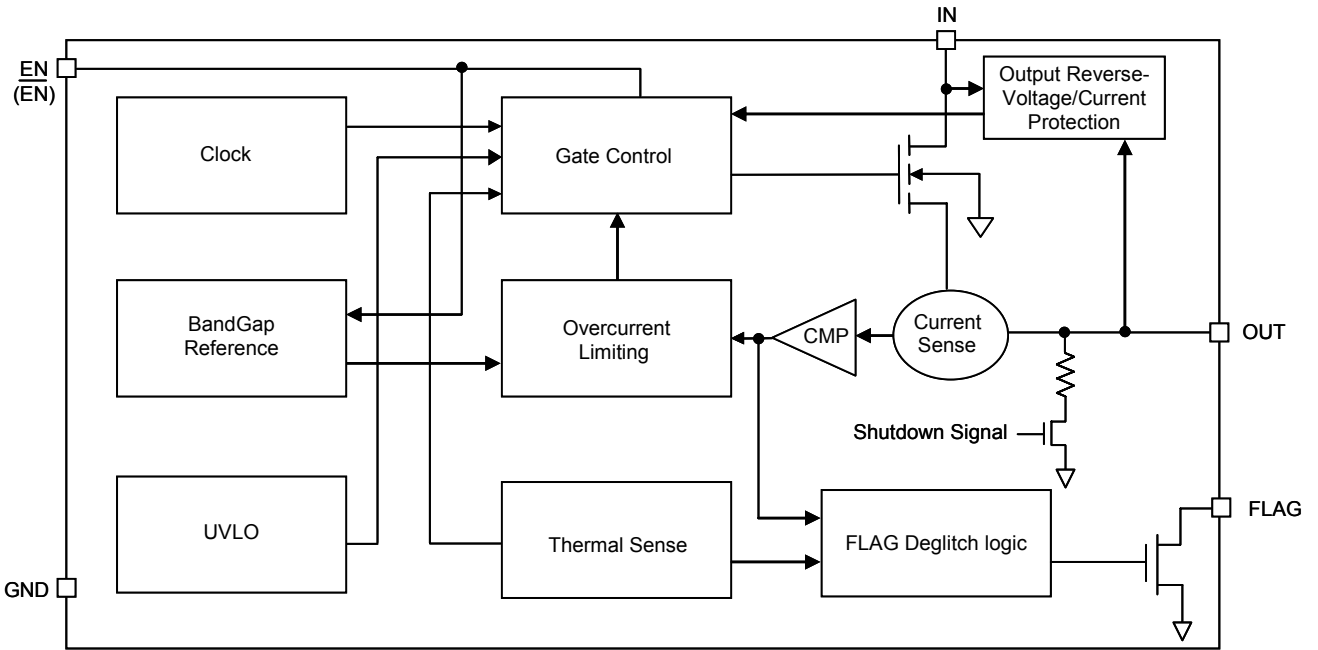 IN
EN
(EN)
Output Reverse-
Voltage/Current
Protection
Clock
Gate Control
BandGap
Reference
Overcurrent
Limiting
CMP
Current
Sense
OUT
Shutdown Signal
UVLO
Thermal Sense
FLAG Deglitch logic
FLAG
GND